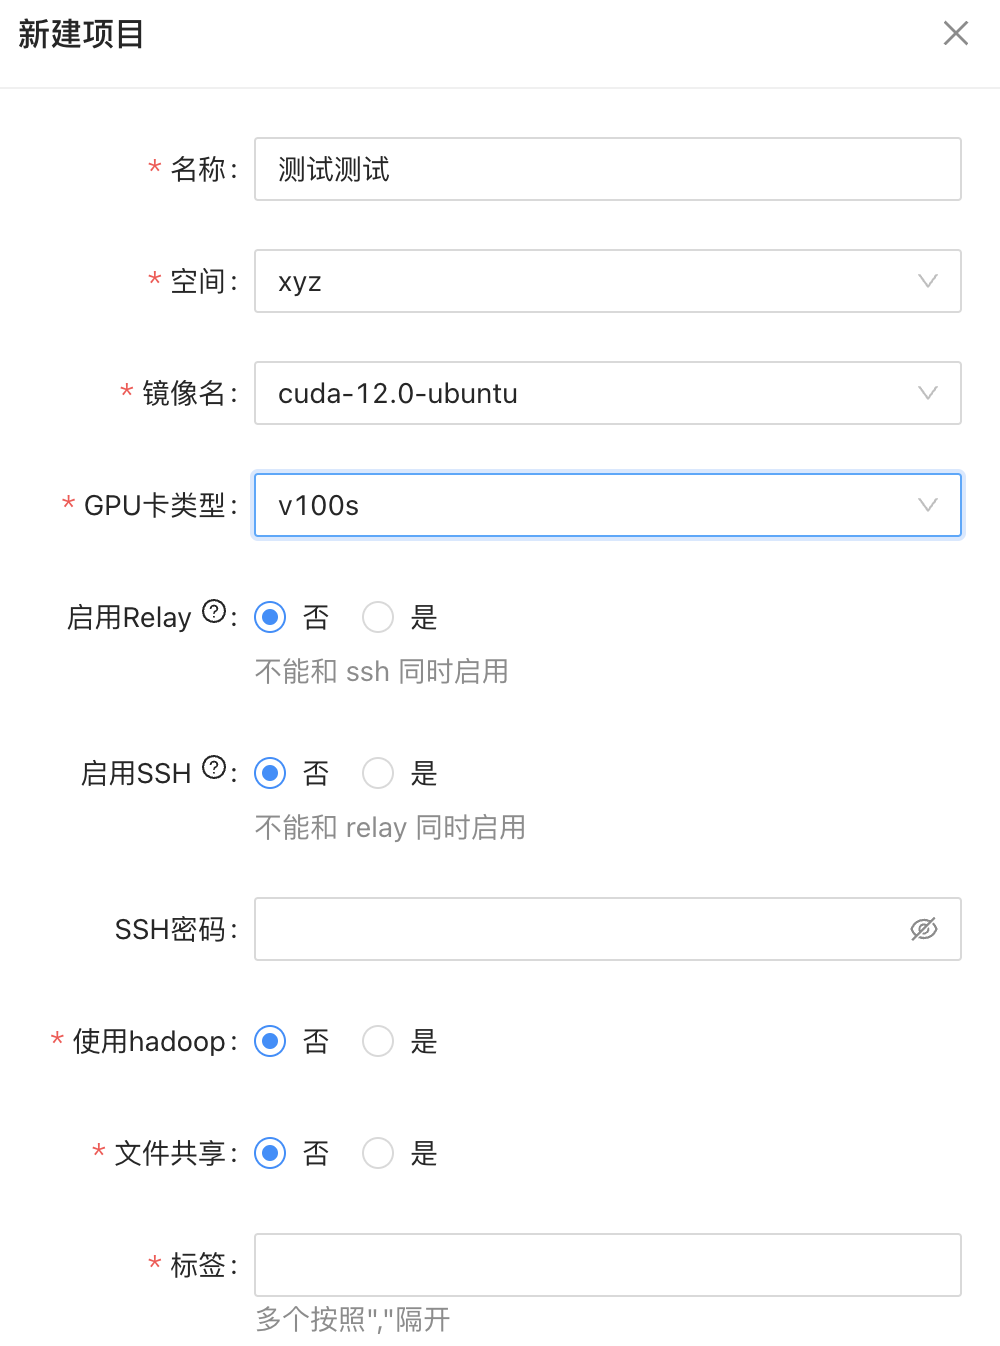 新建项目
* 名称: 测试测试
* 空间: xyz
* 镜像名: cuda-12.0-ubuntu
* GPU卡类型: v100s
启用Relay ?: 否 是
不能和 ssh 同时启用
启用SSH ?: 否 是
不能和 relay 同时启用
SSH密码:
* 使用hadoop: 否 是
* 文件共享: 否 是
* 标签:
多个按照","隔开